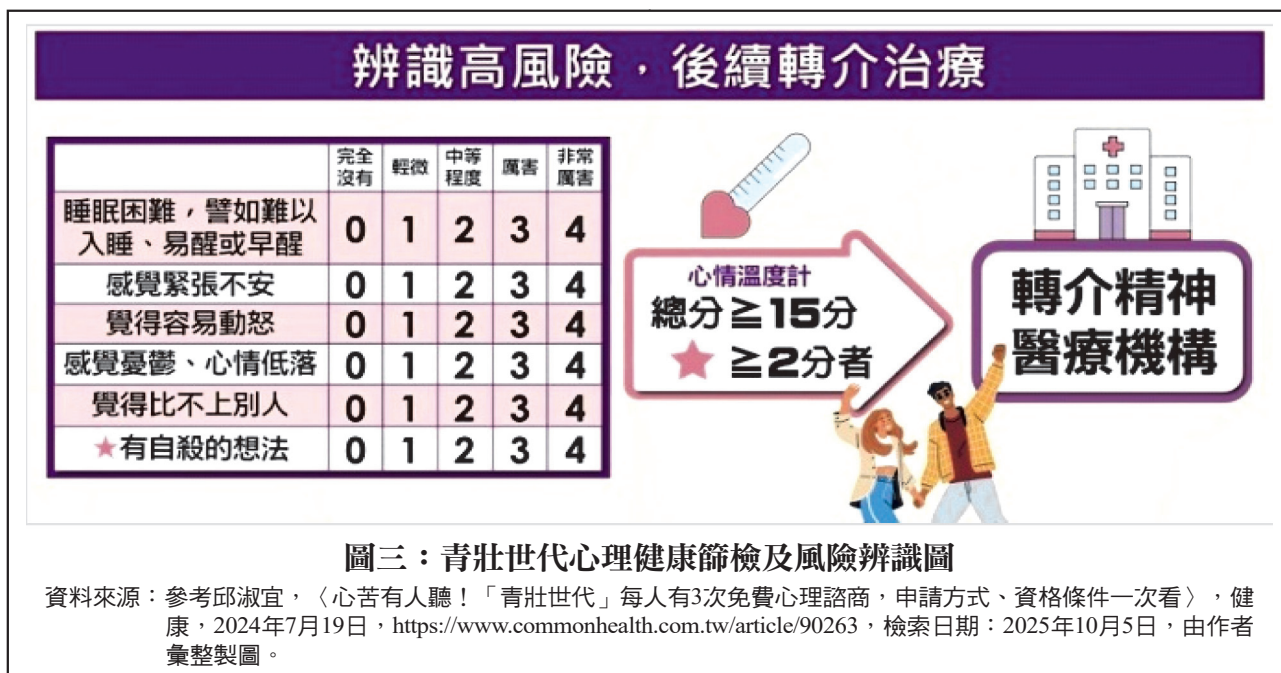 辨識高風險・後續轉介治療
完全沒有 輕微 中等程度 厲害 非常厲害
睡眠困難，譬如難以入睡、易醒或早醒 0 1 2 3 4
感覺緊張不安 0 1 2 3 4
覺得容易動怒 0 1 2 3 4
感覺憂鬱、心情低落 0 1 2 3 4
覺得比不上別人 0 1 2 3 4
★有自殺的想法 0 1 2 3 4
心情溫度計
總分≧15分
★ ≧2分者
轉介精神
醫療機構
圖三：青壯世代心理健康篩檢及風險辨識圖
資料來源：參考邱淑宜，〈心苦有人聽！「青壯世代」每人有3次免費心理諮商，申請方式、資格條件一次看〉，健
康，2024年7月19日，https://www.commonhealth.com.tw/article/90263，檢索日期：2025年10月5日，由作者
彙整製圖。